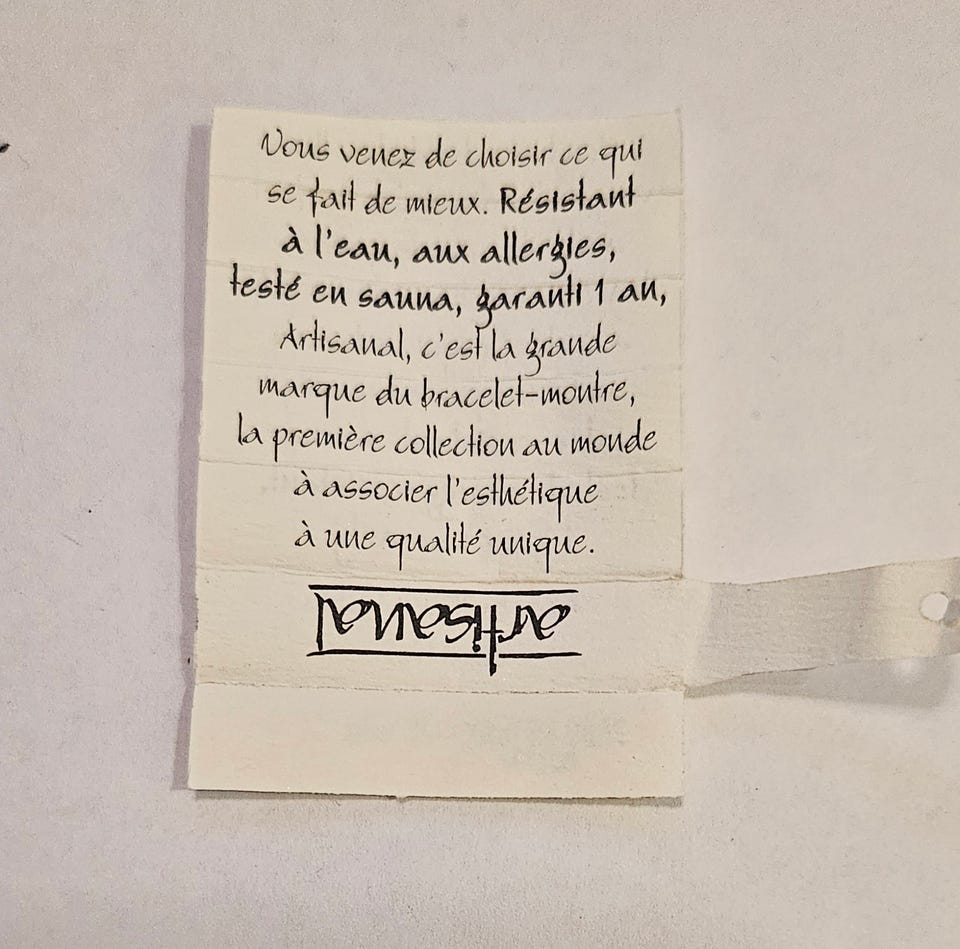 Vous venez de choisir ce qui
se fait de mieux. Résistant
à l'eau, aux allergies,
testé en sauna, garanti 1 an,
Artisanal, c'est la grande
marque du bracelet-montre,
la première collection au monde
à associer l'esthétique
à une qualité unique.
artisanal